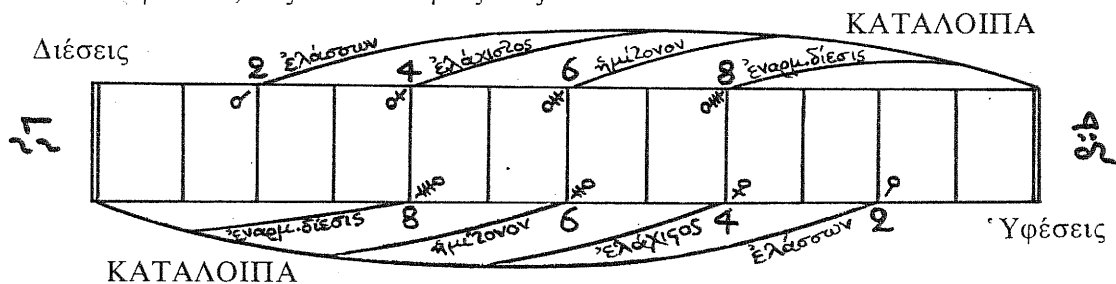 ΚΑΤΑΛΟΙΠΑ
Διέσεις
2 ἐλάσσων 4 ἐλάχιστος 6 ἡμίτονον 8 ἐναρμ.δίεσις
8 6 4 2
ἐναρμ.δίεσις ἡμίτονον ἐλάχιστος ἐλάσσων
Ὑφέσεις
ΚΑΤΑΛΟΙΠΑ